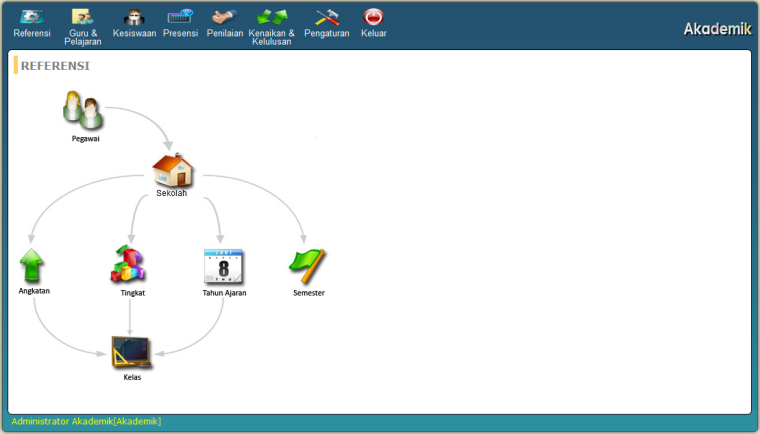 Referensi
Guru &
Pelajaran
Kesiswaan
Presensi
Penilaian
Kenaikan &
Kelulusan
Pengaturan
Keluar
Akademik
REFERENSI
Pegawai
Sekolah
JULY
8
Angkatan
Tingkat
Tahun Ajaran
Semester
Kelas
Administrator Akademik[Akademik]